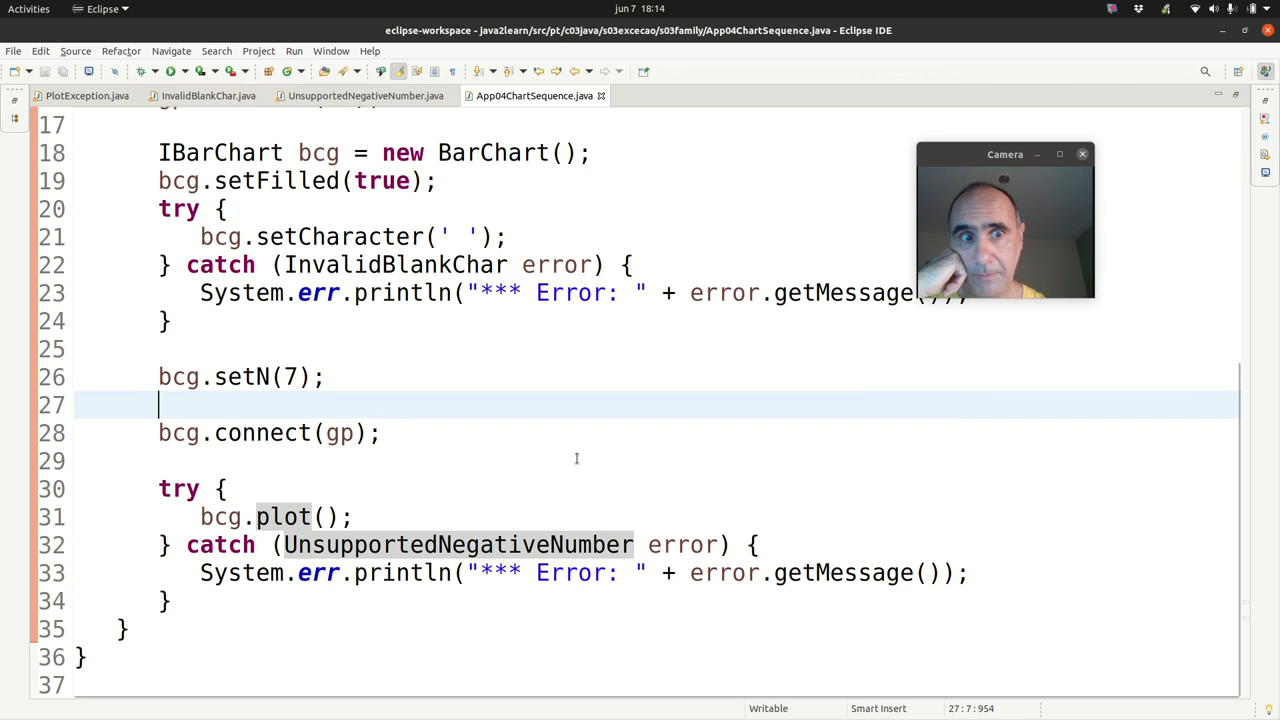 Activities
Eclipse
jun 7 18:14
eclipse-workspace - java2learn/src/pt/c03java/s03excecao/s03family/App04ChartSequence.java - Eclipse IDE
File Edit Source Refactor Navigate Search Project Run Window Help
PlotException.java InvalidBlankChar.java UnsupportedNegativeNumber.java App04ChartSequence.java
17
18 IBarChart bcg = new BarChart();
19 bcg.setFilled(true);
20 try {
21 bcg.setCharacter(' ');
22 } catch (InvalidBlankChar error) {
23 System.err.println("*** Error: " + error.getMessage());
24 }
25
26 bcg.setN(7);
27
28 bcg.connect(gp);
29
30 try {
31 bcg.plot();
32 } catch (UnsupportedNegativeNumber error) {
33 System.err.println("*** Error: " + error.getMessage());
34 }
35 }
36 }
37
Camera
Writable Smart Insert 27 : 7 : 954